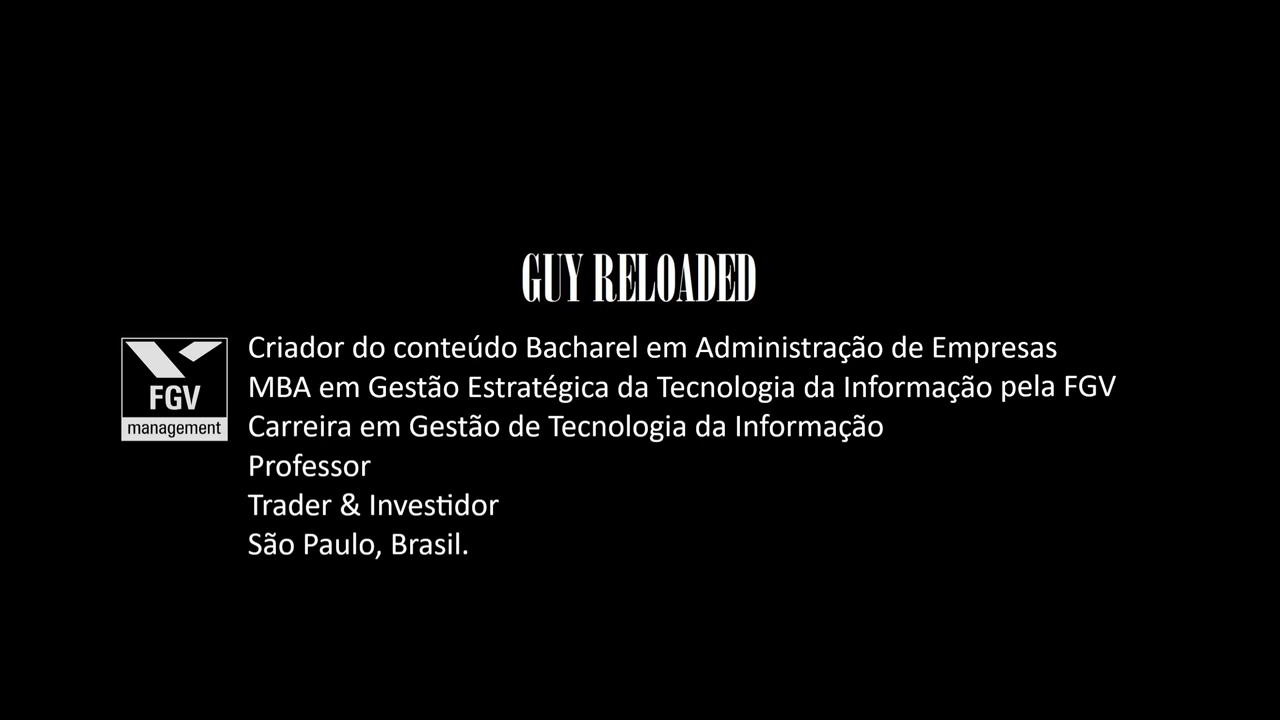 GUY RELOADED
Criador do conteúdo Bacharel em Administração de Empresas
MBA em Gestão Estratégica da Tecnologia da Informação pela FGV
Carreira em Gestão de Tecnologia da Informação
Professor
Trader & Investidor
São Paulo, Brasil.
FGV
management